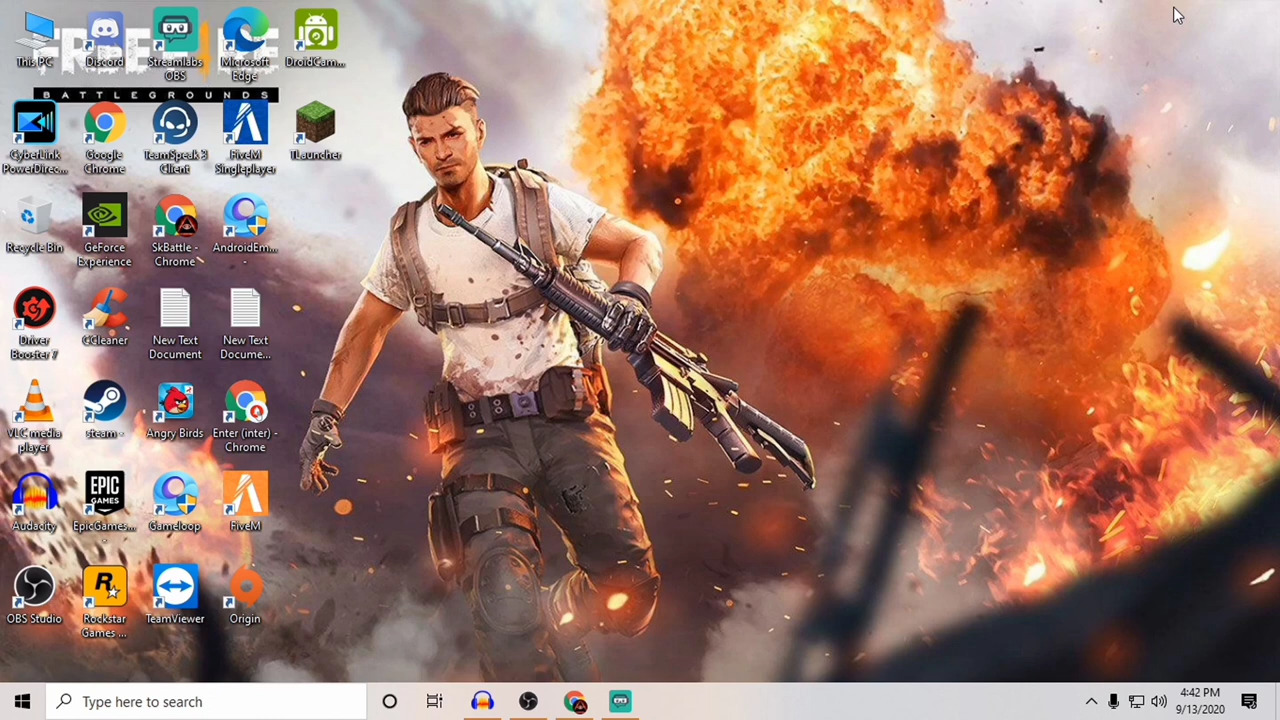 FREE FIRE
BATTLEGROUNDS
This PC
Discord
Streamlabs
OBS
Microsoft
Edge
DroidCam...
CyberLink
PowerDirec...
Google
Chrome
TeamSpeak 3
Client
FiveM
Singleplayer
TLauncher
Recycle Bin
GeForce
Experience
SkBattle -
Chrome
AndroidEm...
-
Driver
Booster 7
CCleaner
New Text
Document
New Text
Docume...
VLC media
player
steam -
Angry Birds
Enter (inter) -
Chrome
Audacity
EPIC
GAMES
EpicGames...
-
Gameloop
FiveM
OBS Studio
R
Rockstar
Games ...
TeamViewer
Origin
Type here to search
4:42 PM
9/13/2020